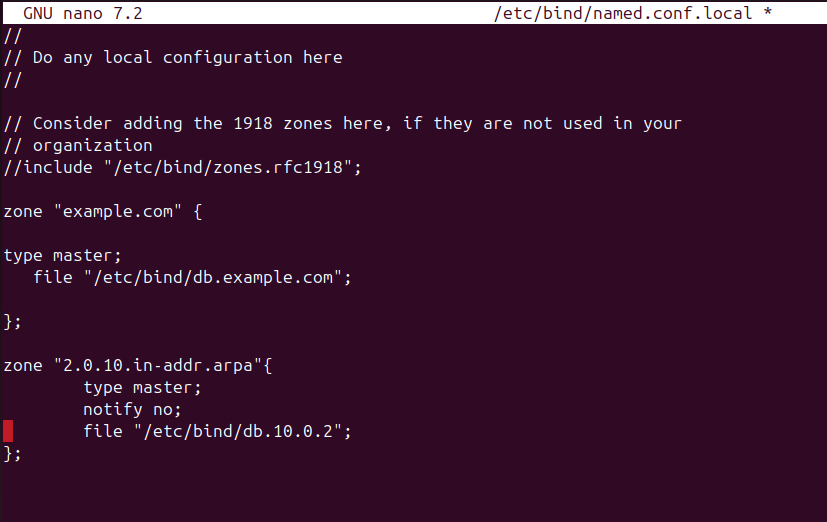 GNU nano 7.2 /etc/bind/named.conf.local *
//
// Do any local configuration here
//
// Consider adding the 1918 zones here, if they are not used in your
// organization
//include "/etc/bind/zones.rfc1918";
zone "example.com" {
type master;
file "/etc/bind/db.example.com";
};
zone "2.0.10.in-addr.arpa"{
type master;
notify no;
file "/etc/bind/db.10.0.2";
};